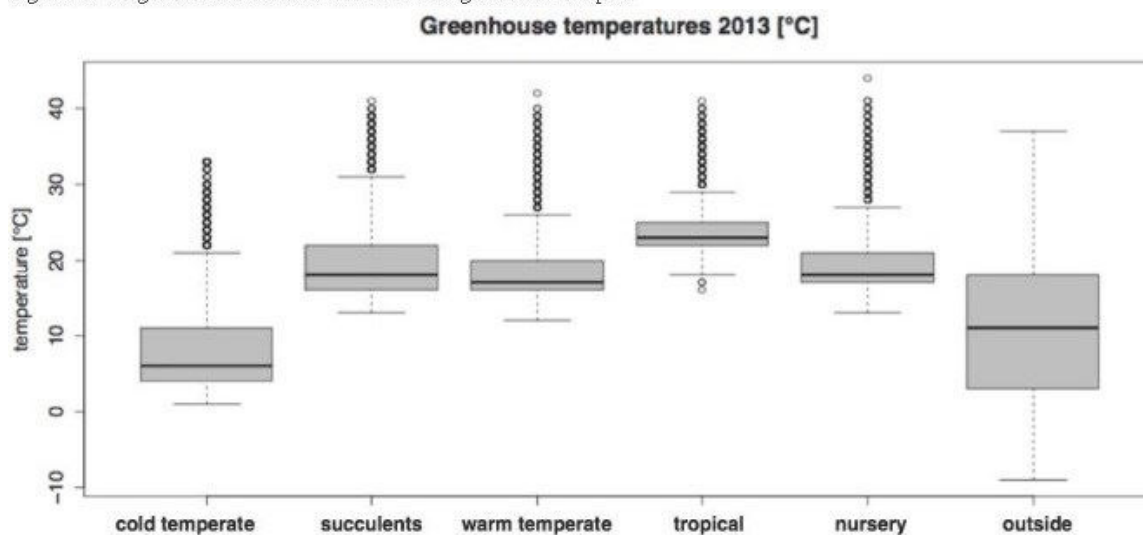 Greenhouse temperatures 2013 [°C]
temperature [°C]
40
30
20
10
0
−10
cold temperate succulents warm temperate tropical nursery outside